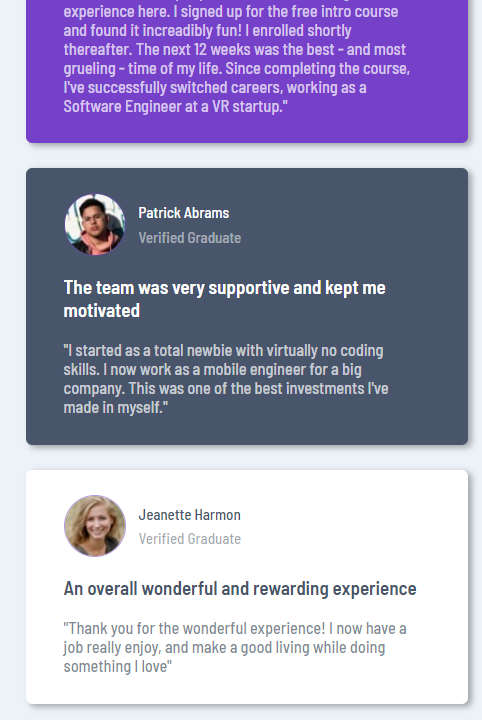 experience here. I signed up for the free intro course
and found it increadibly fun! I enrolled shortly
thereafter. The next 12 weeks was the best - and most
grueling - time of my life. Since completing the course,
I've successfully switched careers, working as a
Software Engineer at a VR startup."
Patrick Abrams
Verified Graduate
The team was very supportive and kept me
motivated
"I started as a total newbie with virtually no coding
skills. I now work as a mobile engineer for a big
company. This was one of the best investments I've
made in myself."
Jeanette Harmon
Verified Graduate
An overall wonderful and rewarding experience
"Thank you for the wonderful experience! I now have a
job really enjoy, and make a good living while doing
something I love"